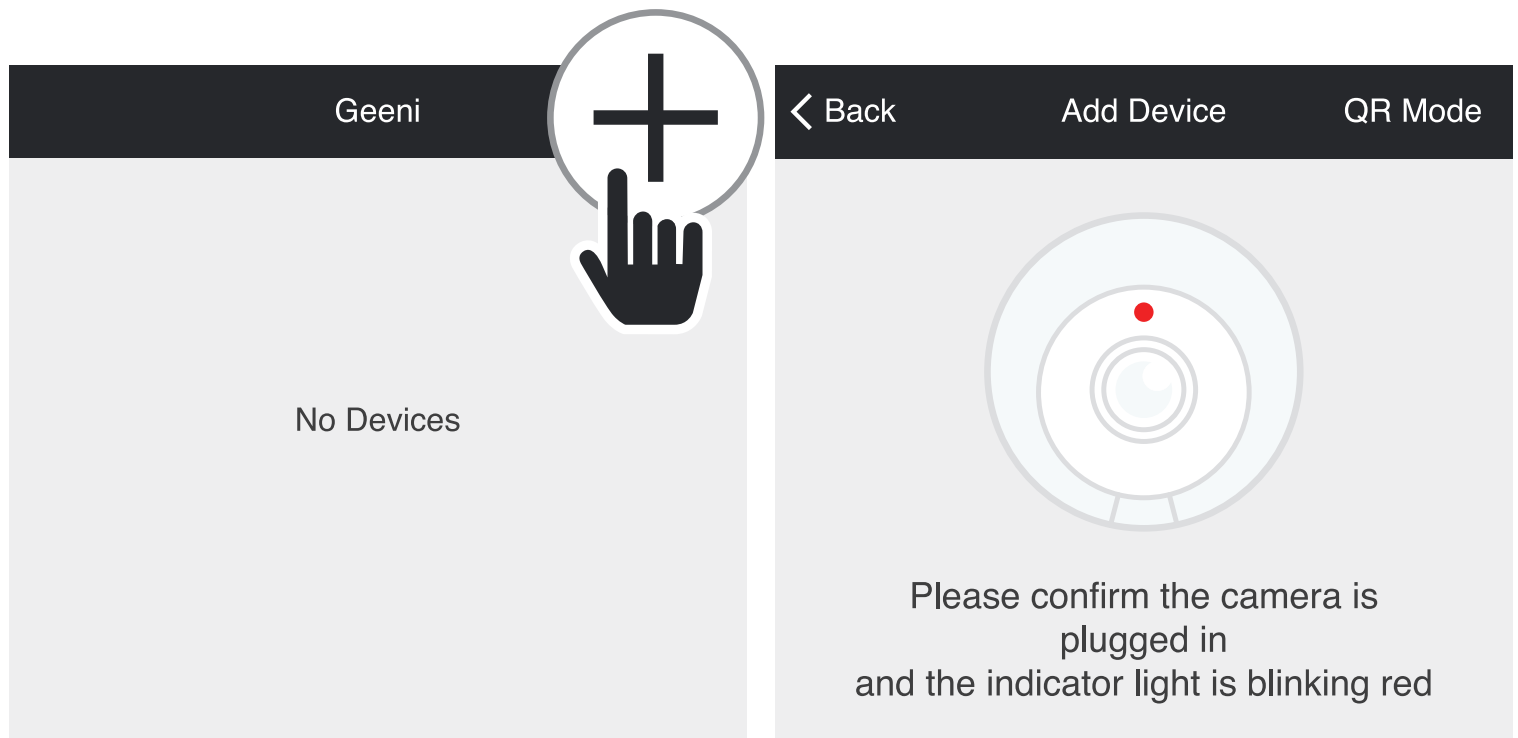 Geeni
No Devices
Back
Add Device
QR Mode
Please confirm the camera is
plugged in
and the indicator light is blinking red